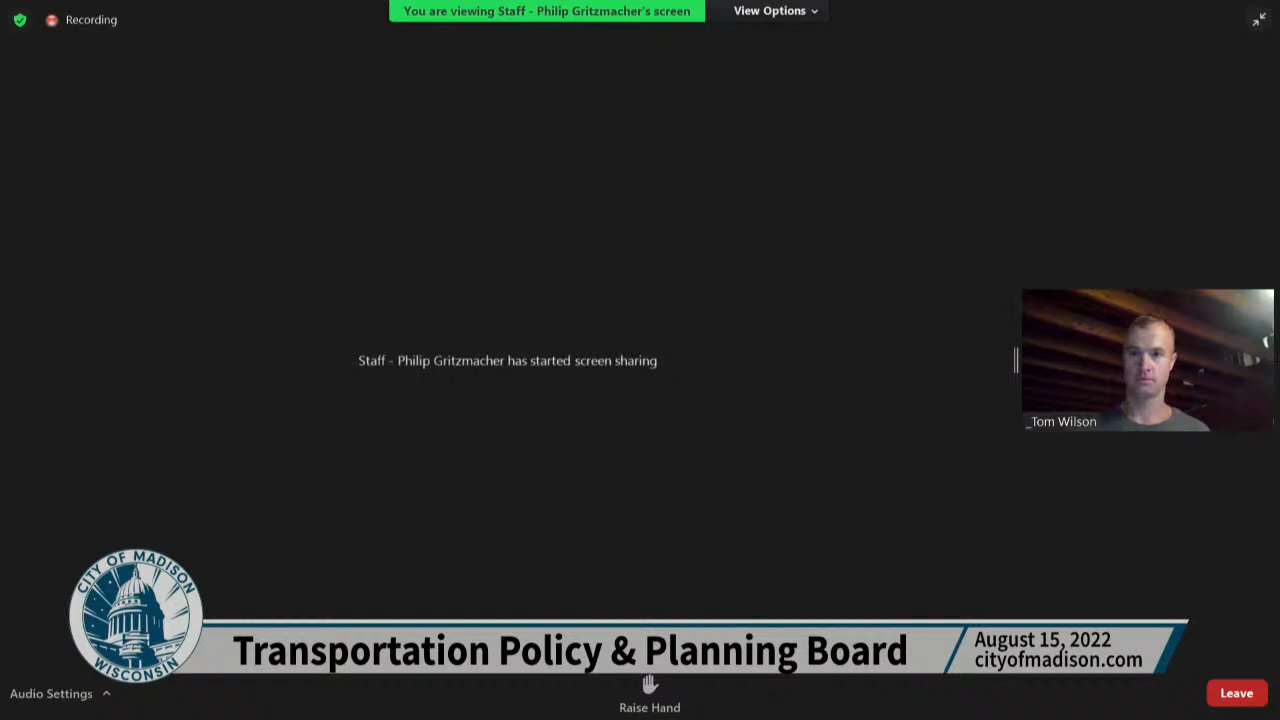 Recording
You are viewing Staff - Philip Gritzmacher's screen
View Options
Staff - Philip Gritzmacher has started screen sharing
_Tom Wilson
CITY OF MADISON
WISCONSIN
Transportation Policy & Planning Board
August 15, 2022
cityofmadison.com
Audio Settings
Raise Hand
Leave